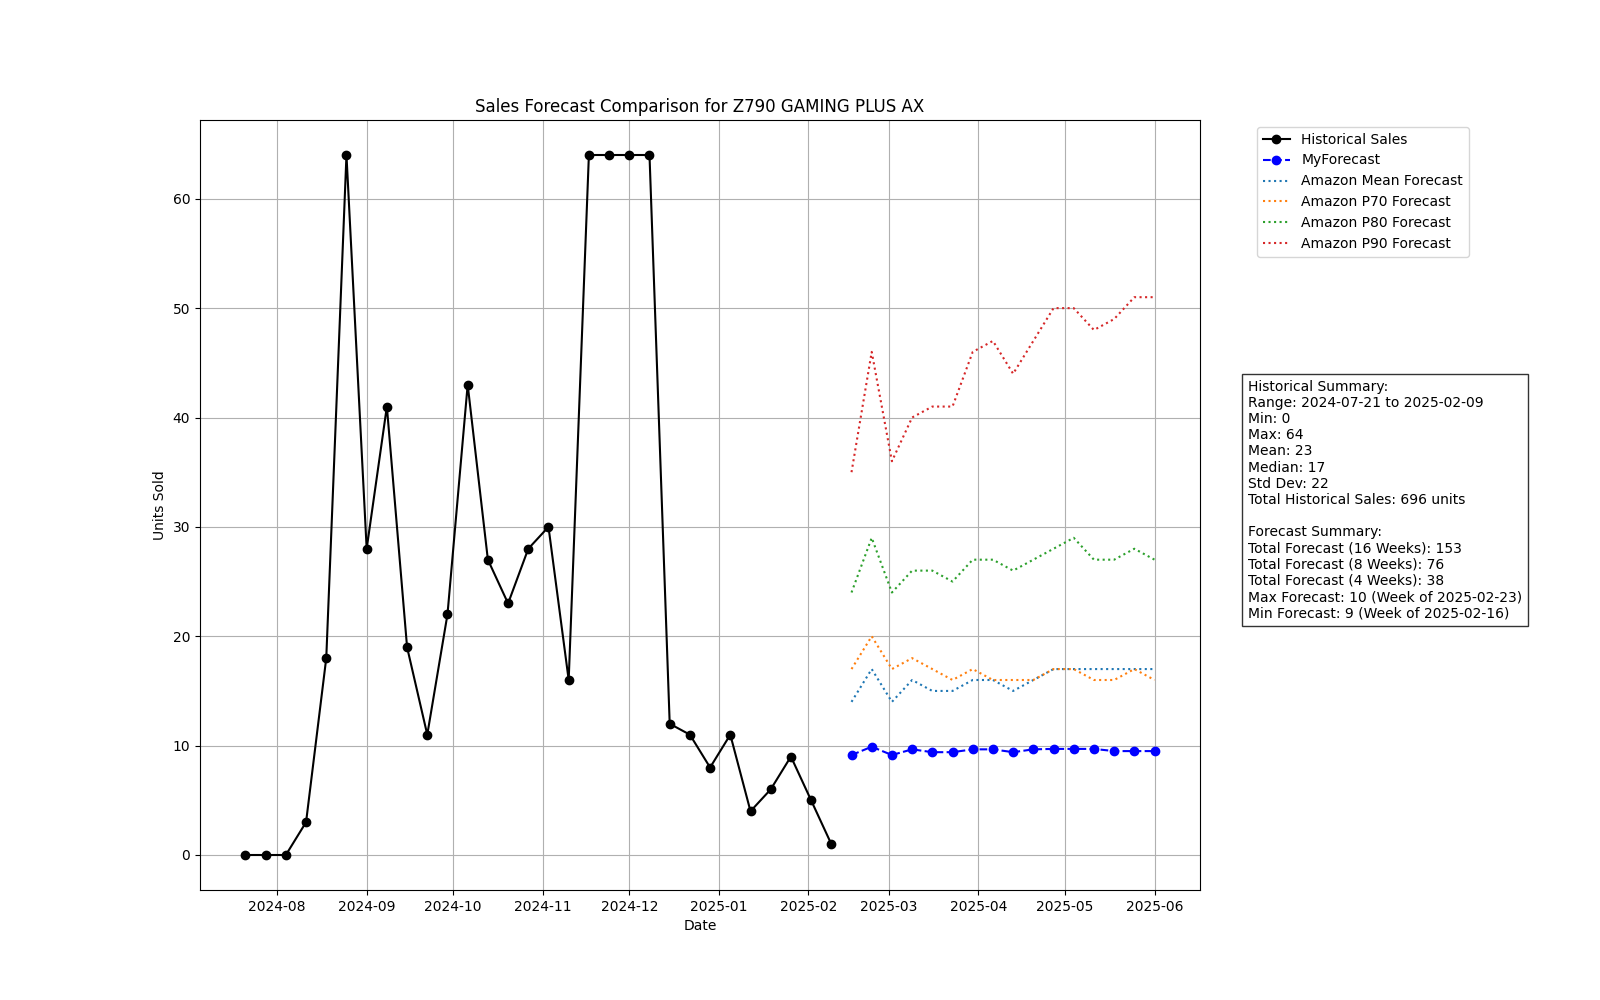 Sales Forecast Comparison for Z790 GAMING PLUS AX
Historical Sales
MyForecast
Amazon Mean Forecast
Amazon P70 Forecast
Amazon P80 Forecast
Amazon P90 Forecast
Units Sold
60
50
40
30
20
10
0
2024-08 2024-09 2024-10 2024-11 2024-12 2025-01 2025-02 2025-03 2025-04 2025-05 2025-06
Date
Historical Summary:
Range: 2024-07-21 to 2025-02-09
Min: 0
Max: 64
Mean: 23
Median: 17
Std Dev: 22
Total Historical Sales: 696 units
Forecast Summary:
Total Forecast (16 Weeks): 153
Total Forecast (8 Weeks): 76
Total Forecast (4 Weeks): 38
Max Forecast: 10 (Week of 2025-02-23)
Min Forecast: 9 (Week of 2025-02-16)